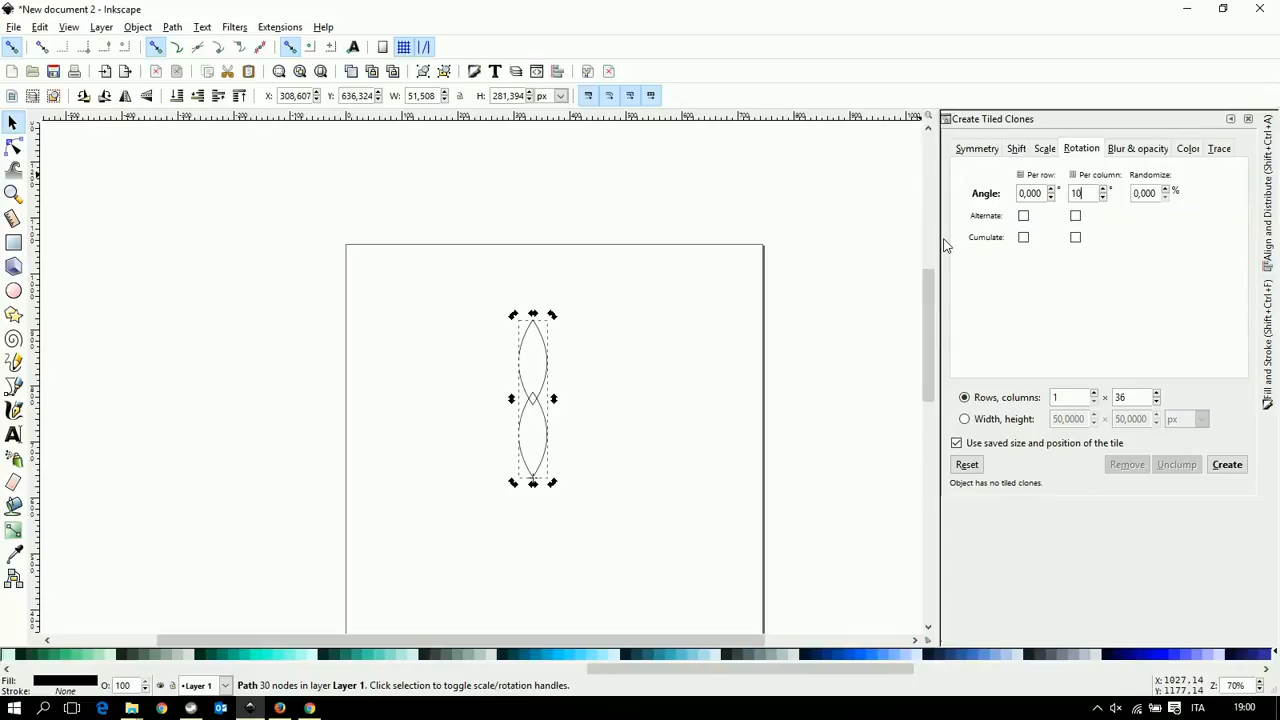 *New document 2 - Inkscape
File Edit View Layer Object Path Text Filters Extensions Help
X: 308,607 Y: 636,324 W: 51,508 H: 281,394 px
Create Tiled Clones
Symmetry Shift Scale Rotation Blur & opacity Color Trace
Per row: Per column: Randomize:
Angle: 0,000 ° 10 ° 0,000 %
Alternate:
Cumulate:
Rows, columns: 1 × 36
Width, height: 50,0000 × 50,0000 px
Use saved size and position of the tile
Reset Remove Unclump Create
Object has no tiled clones.
Align and Distribute (Shift+Ctrl+A)
Fill and Stroke (Shift+Ctrl+F)
Fill: O: 100 Layer 1 Path 30 nodes in layer Layer 1. Click selection to toggle scale/rotation handles. X: 1027,14 Z: 70%
Stroke: None Y: 1177,14
ITA 19:00